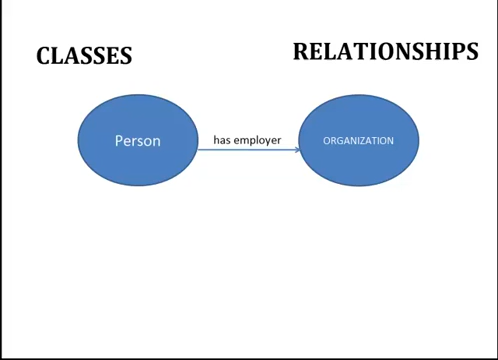 CLASSES
RELATIONSHIPS
Person
has employer
ORGANIZATION